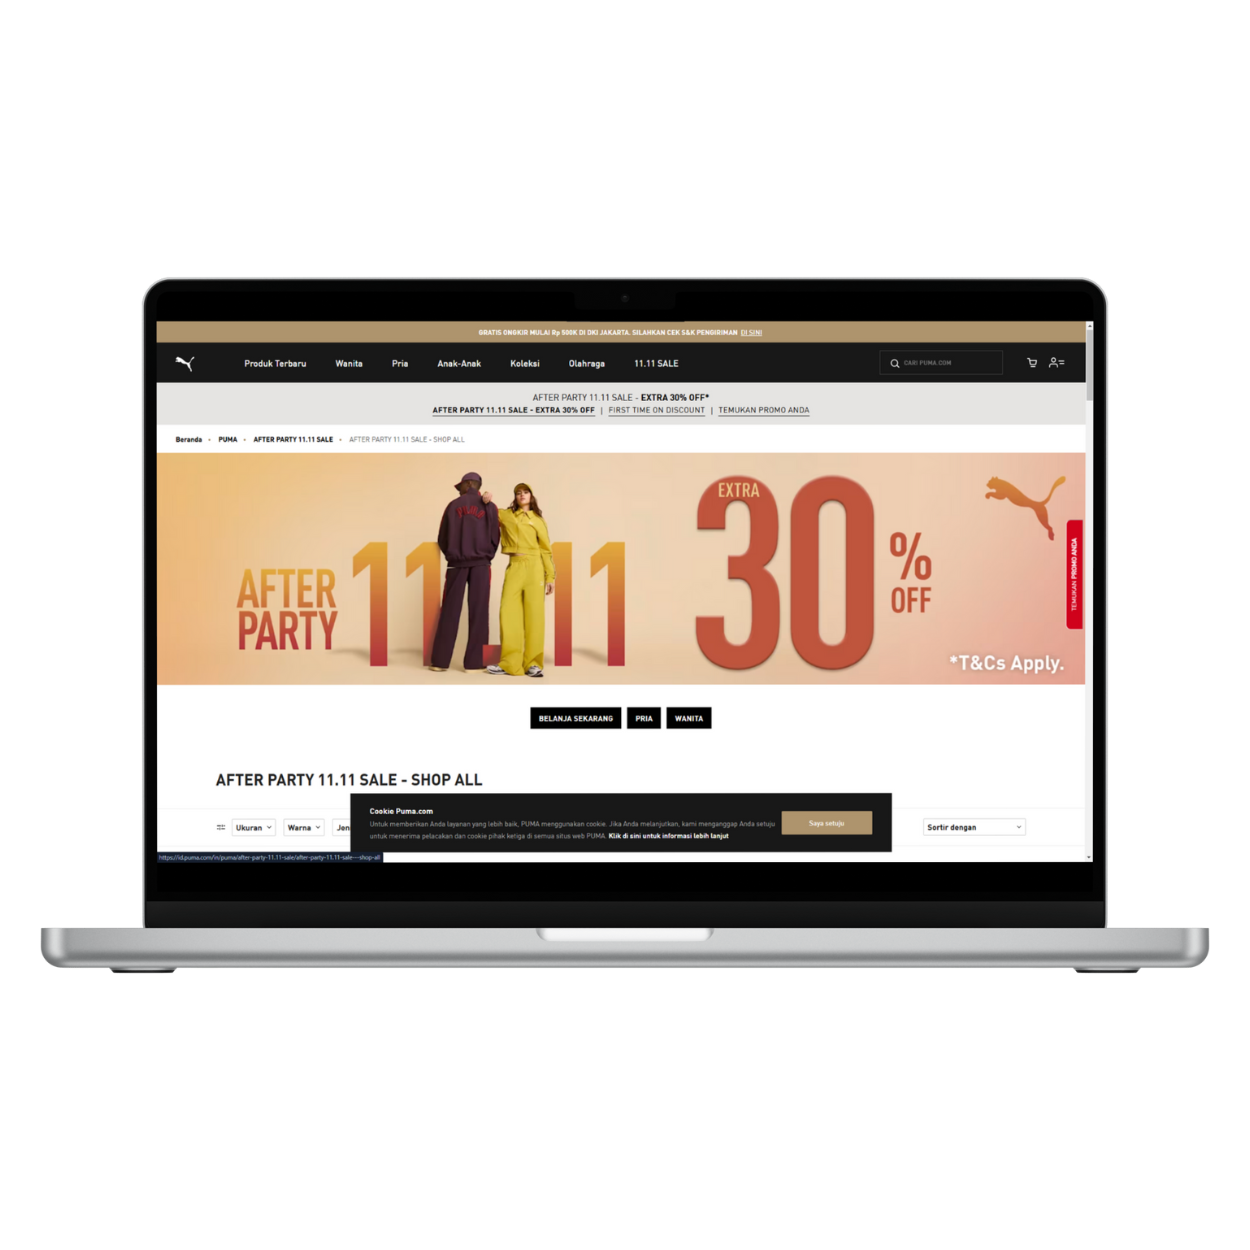 GRATIS ONGKIR MULAI Rp 500K DI DKI JAKARTA. SILAHKAN CEK S&K PENGIRIMAN DI SINI
Produk Terbaru Wanita Pria Anak-Anak Koleksi Olahraga 11.11 SALE CARI PUMA.COM
AFTER PARTY 11.11 SALE - EXTRA 30% OFF*
AFTER PARTY 11.11 SALE - EXTRA 30% OFF | FIRST TIME ON DISCOUNT | TEMUKAN PROMO ANDA
Beranda • PUMA • AFTER PARTY 11.11 SALE • AFTER PARTY 11.11 SALE - SHOP ALL
AFTER
PARTY
11.11
EXTRA
30
%
OFF
*T&Cs Apply.
TEMUKAN PROMO ANDA
BELANJA SEKARANG PRIA WANITA
AFTER PARTY 11.11 SALE - SHOP ALL
Ukuran Warna Jen Sortir dengan
Cookie Puma.com
Untuk memberikan Anda layanan yang lebih baik, PUMA menggunakan cookie. Jika Anda melanjutkan, kami menganggap Anda setuju
untuk menerima pelacakan dan cookie pihak ketiga di semua situs web PUMA. Klik di sini untuk informasi lebih lanjut
Saya setuju
https://id.puma.com/in/puma/after-party-11.11-sale/after-party-11.11-sale---shop-all